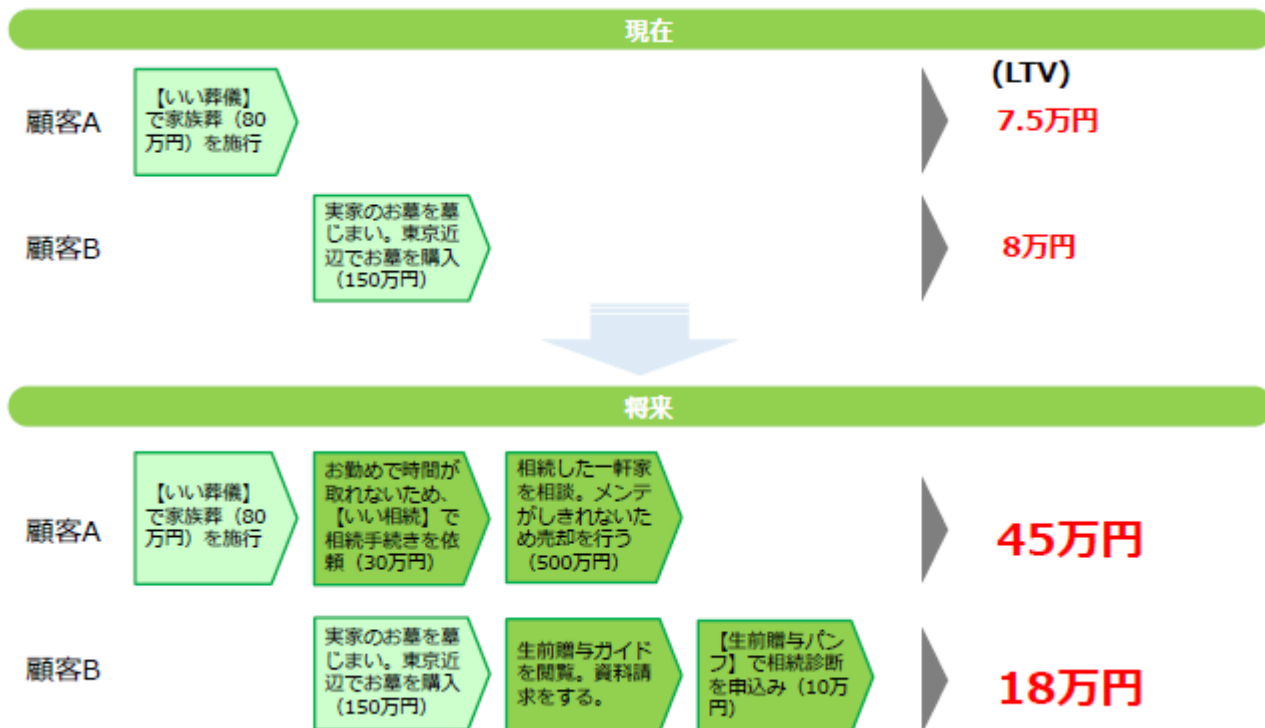 現在
(LTV)
顧客A
【いい葬儀】
で家族葬（80
万円）を施行
7.5万円
顧客B
実家のお墓を墓
じまい。東京近
辺でお墓を購入
（150万円）
8万円
将来
顧客A
【いい葬儀】
で家族葬（80
万円）を施行
お勤めで時間が
取れないため、
【いい相続】で
相続手続きを依
頼（30万円）
相続した一軒家
を相談。メンテ
がしきれないた
め売却を行う
（500万円）
45万円
顧客B
実家のお墓を墓
じまい。東京近
辺でお墓を購入
（150万円）
生前贈与ガイド
を閲覧。資料請
求をする。
【生前贈与パン
フ】で相続診断
を申込み（10万
円）
18万円